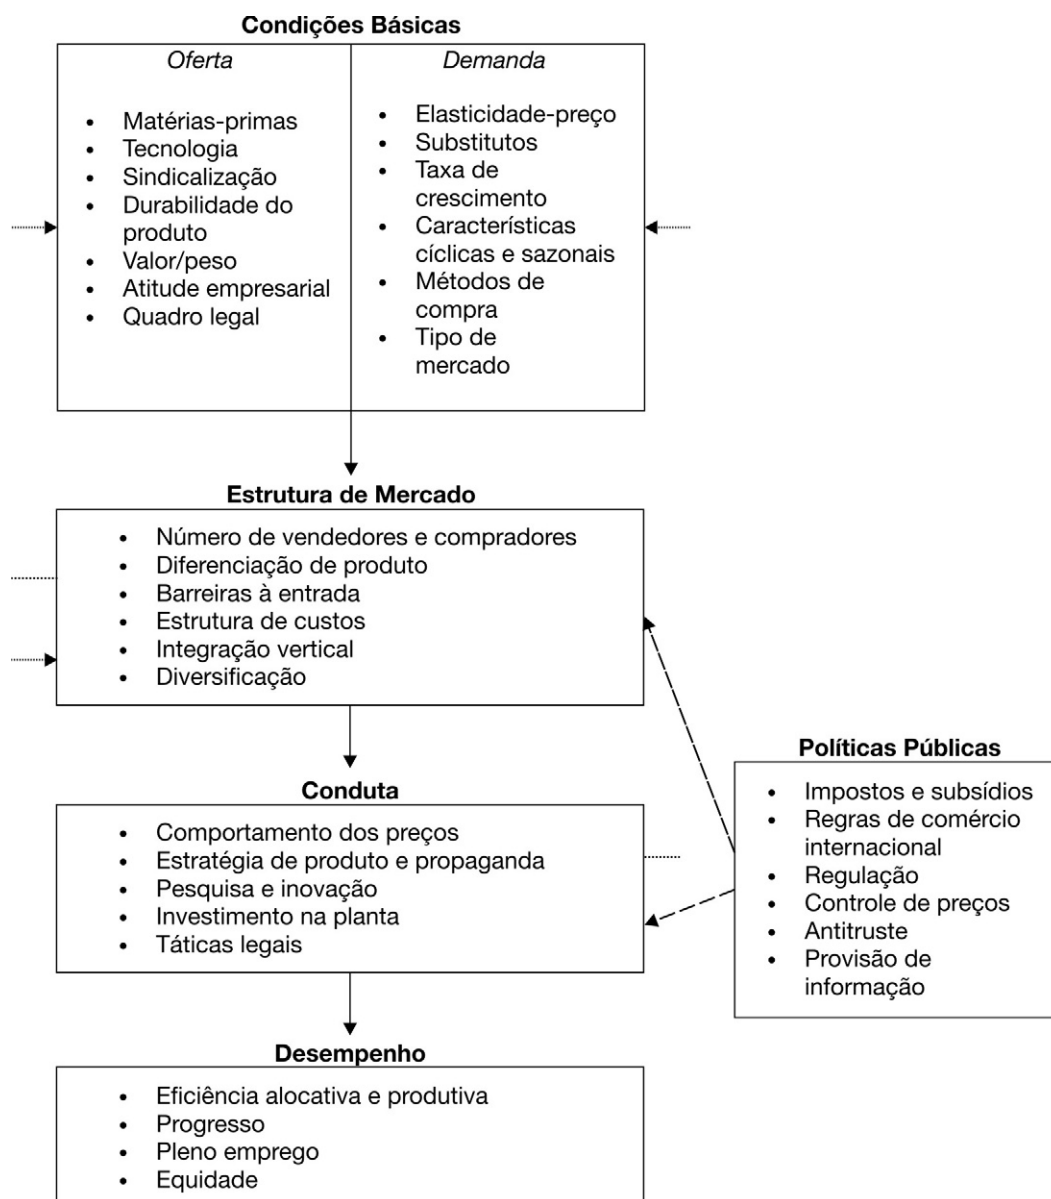 Condições Básicas
Oferta
• Matérias-primas
• Tecnologia
• Sindicalização
• Durabilidade do
produto
• Valor/peso
• Atitude empresarial
• Quadro legal
Demanda
• Elasticidade-preço
• Substitutos
• Taxa de
crescimento
• Características
cíclicas e sazonais
• Métodos de
compra
• Tipo de
mercado
Estrutura de Mercado
• Número de vendedores e compradores
• Diferenciação de produto
• Barreiras à entrada
• Estrutura de custos
• Integração vertical
• Diversificação
Conduta
• Comportamento dos preços
• Estratégia de produto e propaganda
• Pesquisa e inovação
• Investimento na planta
• Táticas legais
Políticas Públicas
• Impostos e subsídios
• Regras de comércio
internacional
• Regulação
• Controle de preços
• Antitruste
• Provisão de
informação
Desempenho
• Eficiência alocativa e produtiva
• Progresso
• Pleno emprego
• Equidade